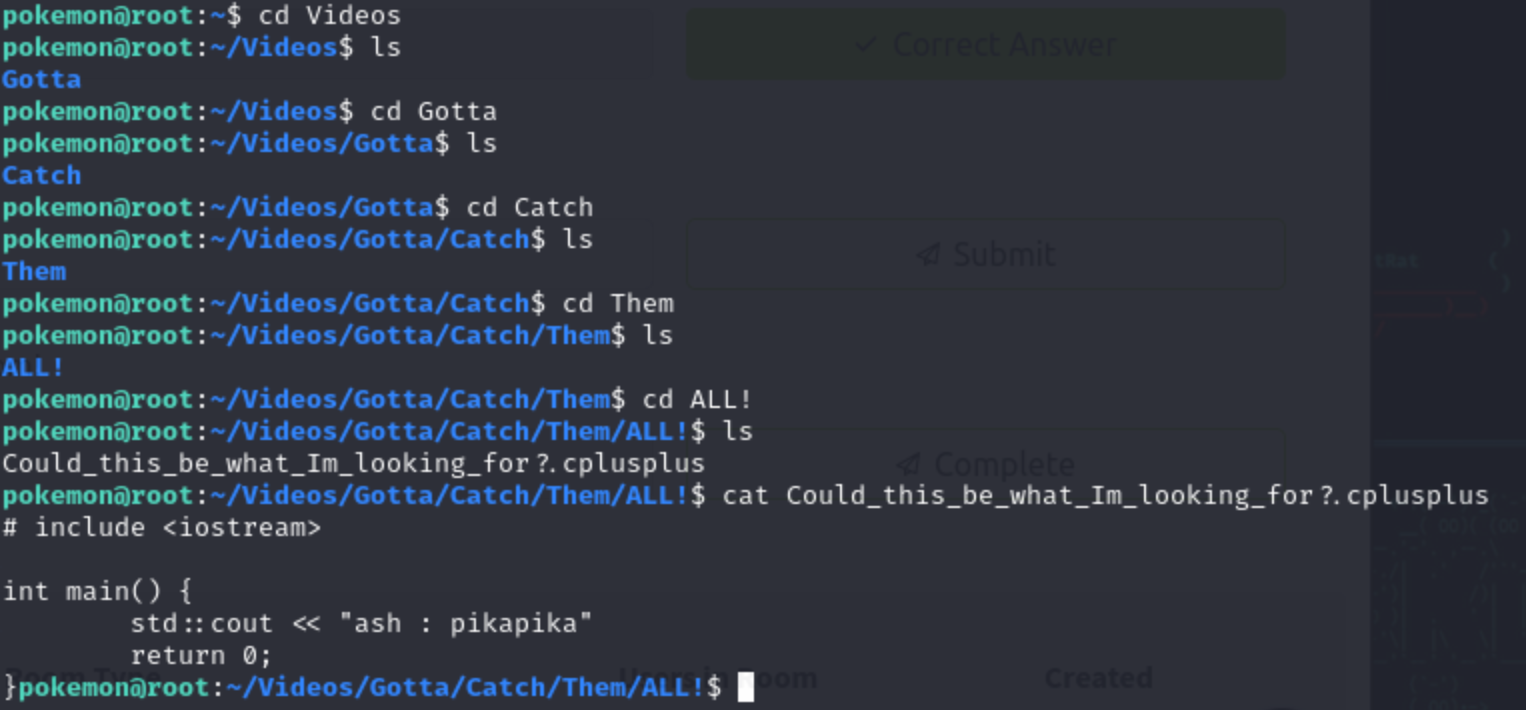 pokemon@root:~$ cd Videos
pokemon@root:~/Videos$ ls
Gotta
pokemon@root:~/Videos$ cd Gotta
pokemon@root:~/Videos/Gotta$ ls
Catch
pokemon@root:~/Videos/Gotta$ cd Catch
pokemon@root:~/Videos/Gotta/Catch$ ls
Them
pokemon@root:~/Videos/Gotta/Catch$ cd Them
pokemon@root:~/Videos/Gotta/Catch/Them$ ls
ALL!
pokemon@root:~/Videos/Gotta/Catch/Them$ cd ALL!
pokemon@root:~/Videos/Gotta/Catch/Them/ALL!$ ls
Could_this_be_what_Im_looking_for?.cplusplus
pokemon@root:~/Videos/Gotta/Catch/Them/ALL!$ cat Could_this_be_what_Im_looking_for?.cplusplus
# include <iostream>

int main() {
        std::cout << "ash : pikapika"
        return 0;
}pokemon@root:~/Videos/Gotta/Catch/Them/ALL!$
Correct Answer
Submit
Complete
Room
Created